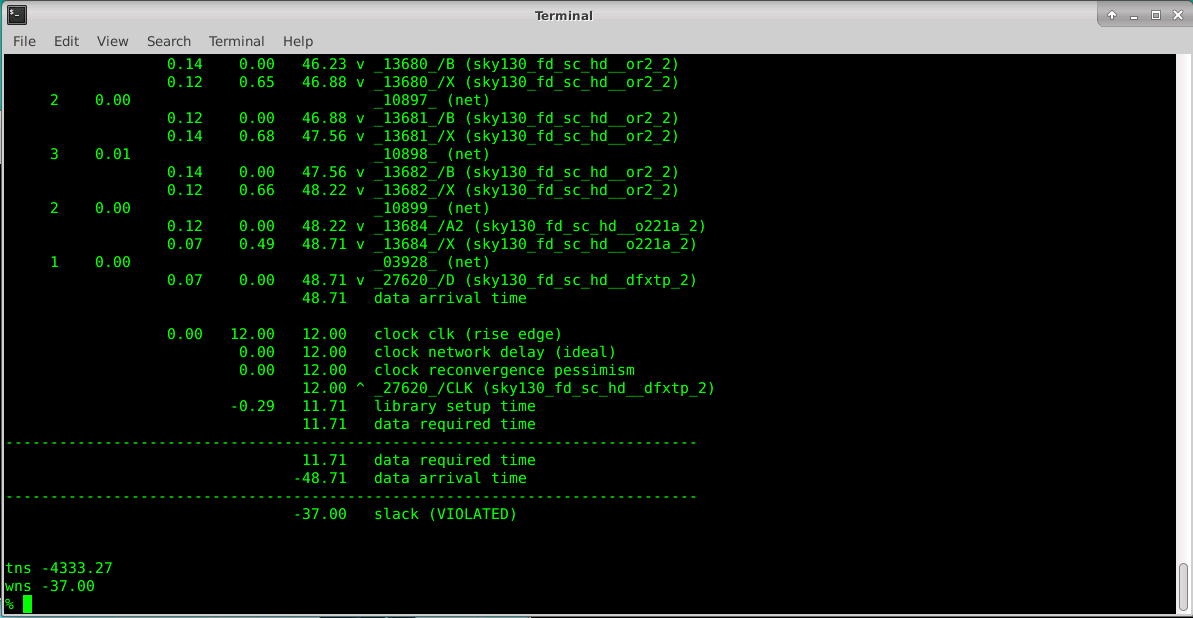 Terminal
File Edit View Search Terminal Help
0.14 0.00 46.23 v _13680_/B (sky130_fd_sc_hd__or2_2)
0.12 0.65 46.88 v _13680_/X (sky130_fd_sc_hd__or2_2)
2 0.00 _10897_ (net)
0.12 0.00 46.88 v _13681_/B (sky130_fd_sc_hd__or2_2)
0.14 0.68 47.56 v _13681_/X (sky130_fd_sc_hd__or2_2)
3 0.01 _10898_ (net)
0.14 0.00 47.56 v _13682_/B (sky130_fd_sc_hd__or2_2)
0.12 0.66 48.22 v _13682_/X (sky130_fd_sc_hd__or2_2)
2 0.00 _10899_ (net)
0.12 0.00 48.22 v _13684_/A2 (sky130_fd_sc_hd__o221a_2)
0.07 0.49 48.71 v _13684_/X (sky130_fd_sc_hd__o221a_2)
1 0.00 _03928_ (net)
0.07 0.00 48.71 v _27620_/D (sky130_fd_sc_hd__dfxtp_2)
48.71 data arrival time
0.00 12.00 12.00 clock clk (rise edge)
0.00 12.00 clock network delay (ideal)
0.00 12.00 clock reconvergence pessimism
12.00 ^ _27620_/CLK (sky130_fd_sc_hd__dfxtp_2)
-0.29 11.71 library setup time
11.71 data required time
-----------------------------------------------------------------------------
11.71 data required time
-48.71 data arrival time
-----------------------------------------------------------------------------
-37.00 slack (VIOLATED)
tns -4333.27
wns -37.00
%